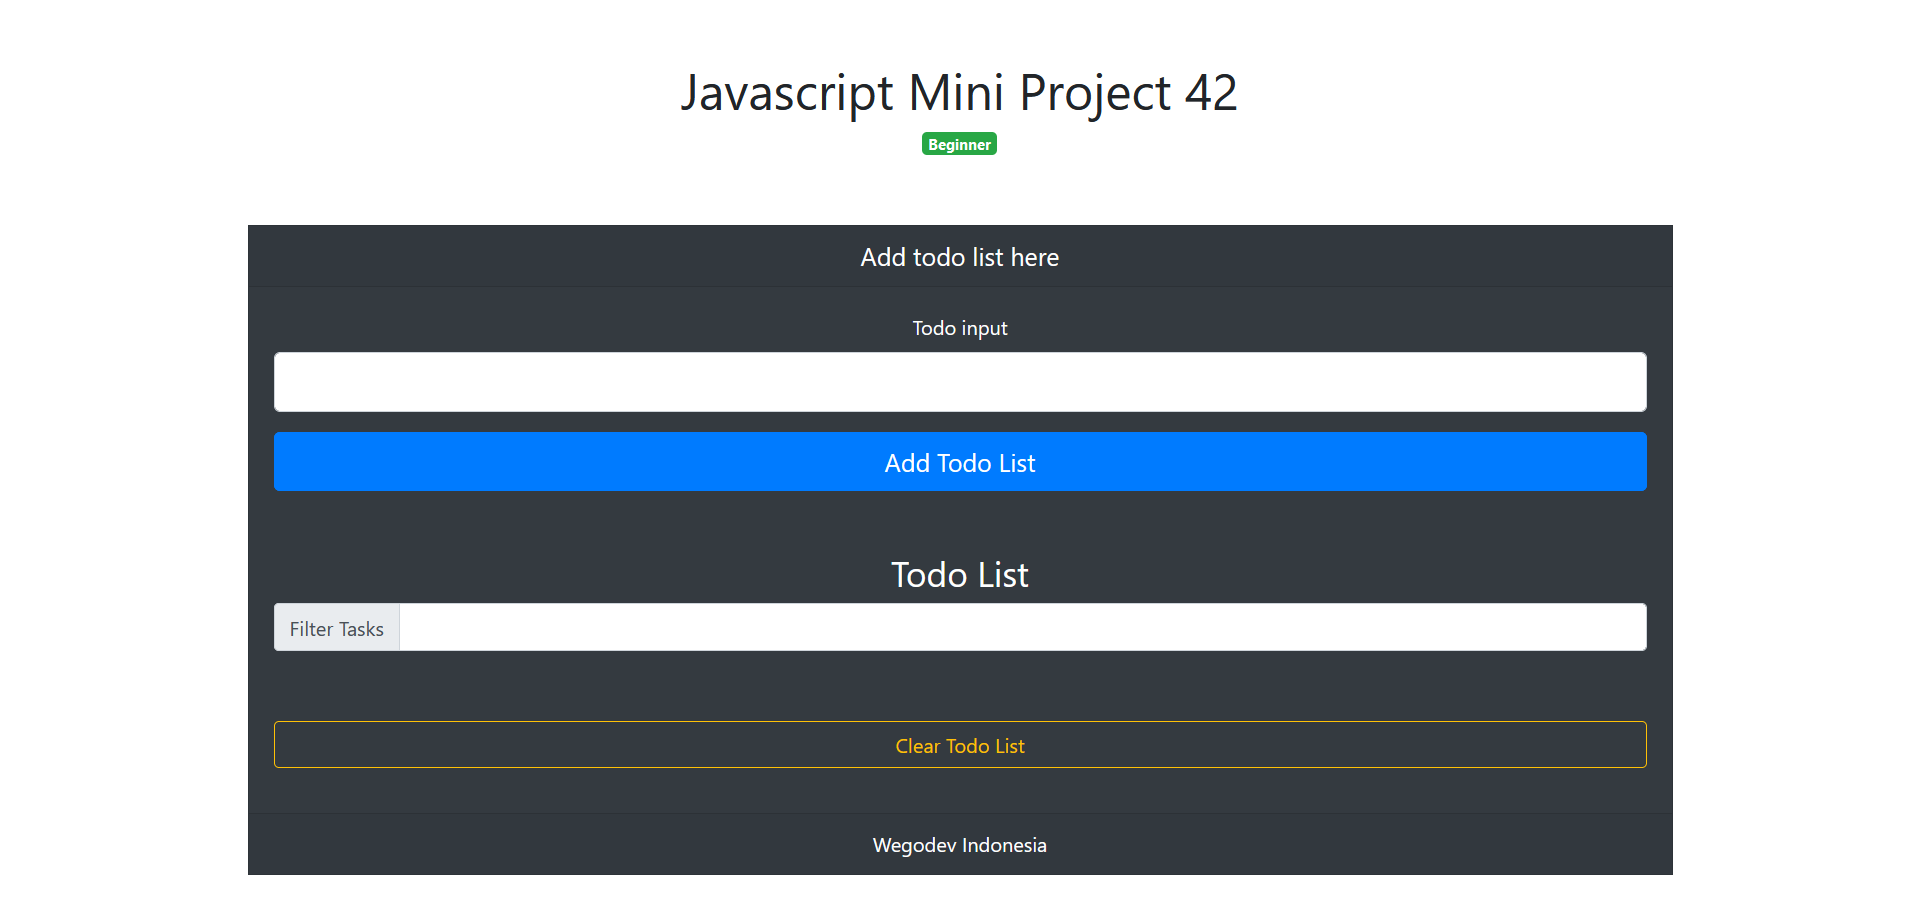 Javascript Mini Project 42
Beginner
Add todo list here
Todo input
Add Todo List
Todo List
Filter Tasks
Clear Todo List
Wegodev Indonesia